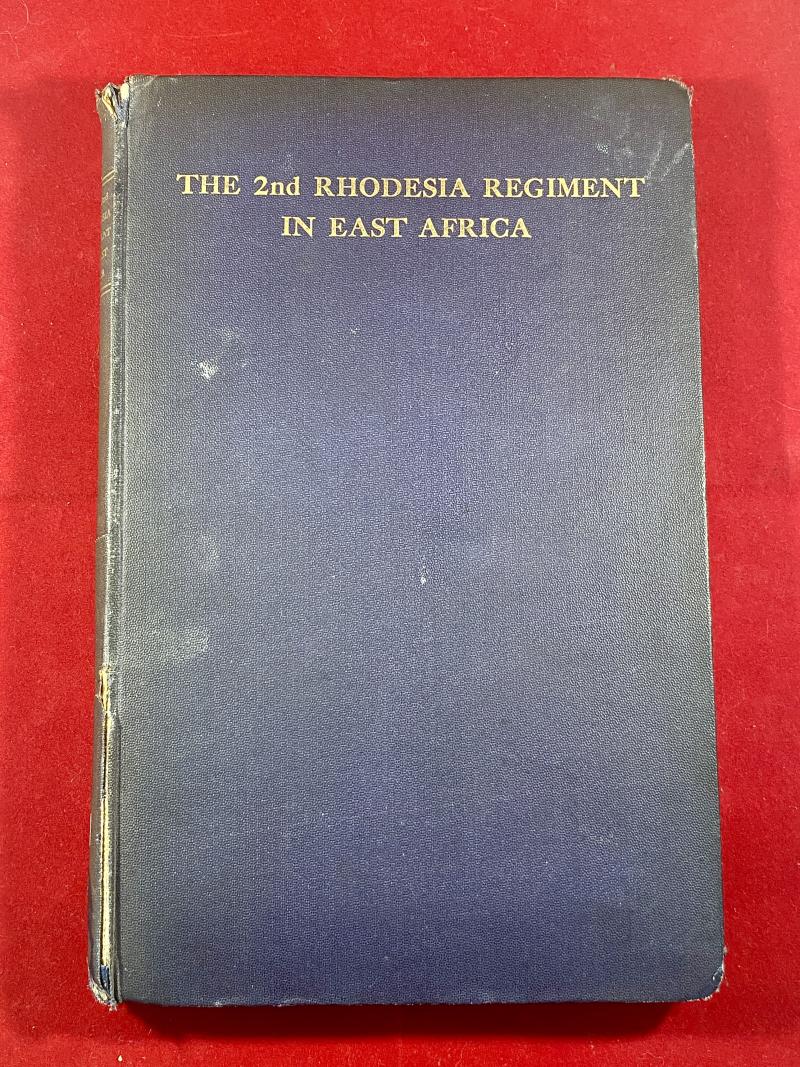 THE 2nd RHODESIA REGIMENT
IN EAST AFRICA